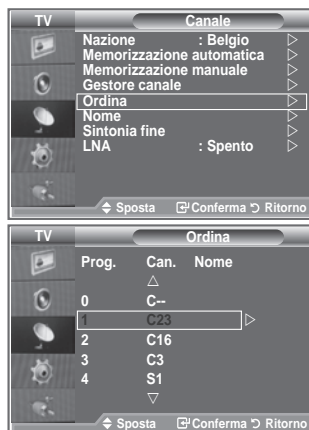 TV Canale
Nazione : Belgio
Memorizzazione automatica
Memorizzazione manuale
Gestore canale
Ordina
Nome
Sintonia fine
LNA : Spento
Sposta Conferma Ritorno
TV Ordina
Prog. Can. Nome
0 C--
1 C23
2 C16
3 C3
4 S1
Sposta Conferma Ritorno